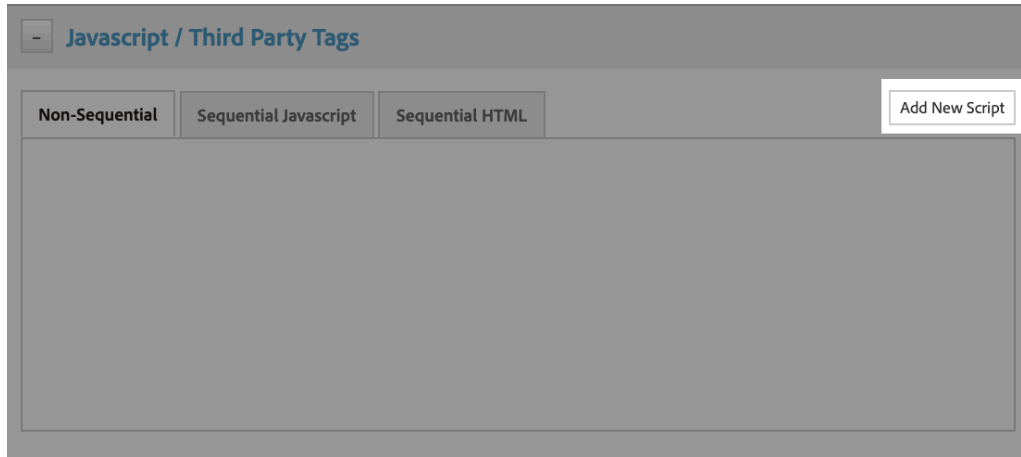 - Javascript / Third Party Tags
Non-Sequential Sequential Javascript Sequential HTML Add New Script